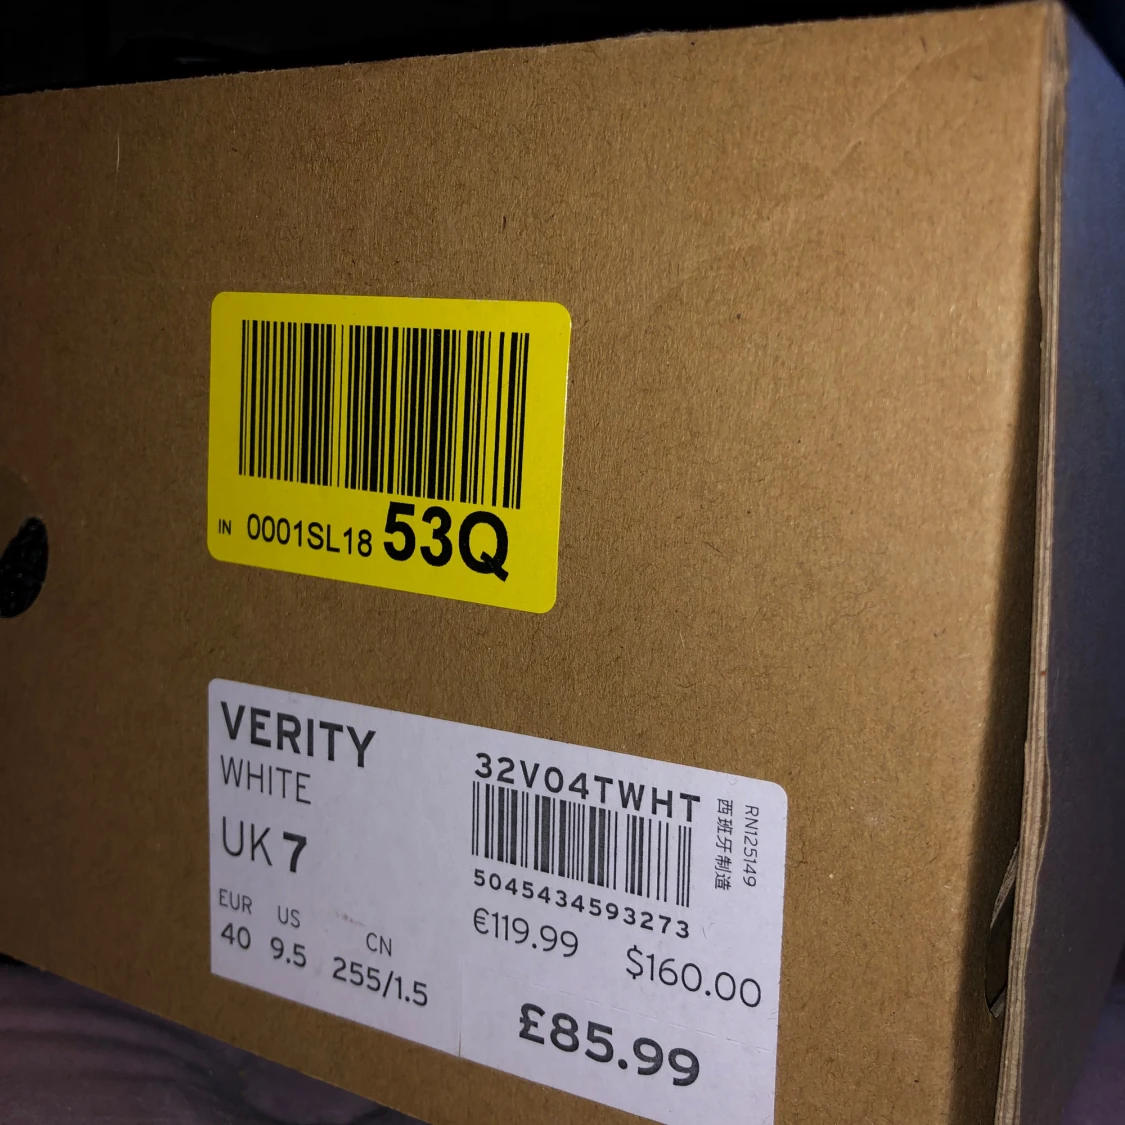 IN 0001SL18 53Q
VERITY
WHITE
UK 7
EUR US CN
40 9.5 255/1.5
32V04TWHT
5045434593273
€119.99 $160.00
£85.99
西班牙制造
RN125149